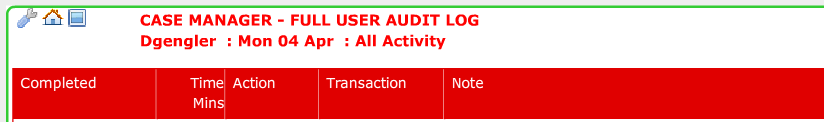 CASE MANAGER - FULL USER AUDIT LOG
Dgengler : Mon 04 Apr : All Activity
Completed Time Mins Action Transaction Note